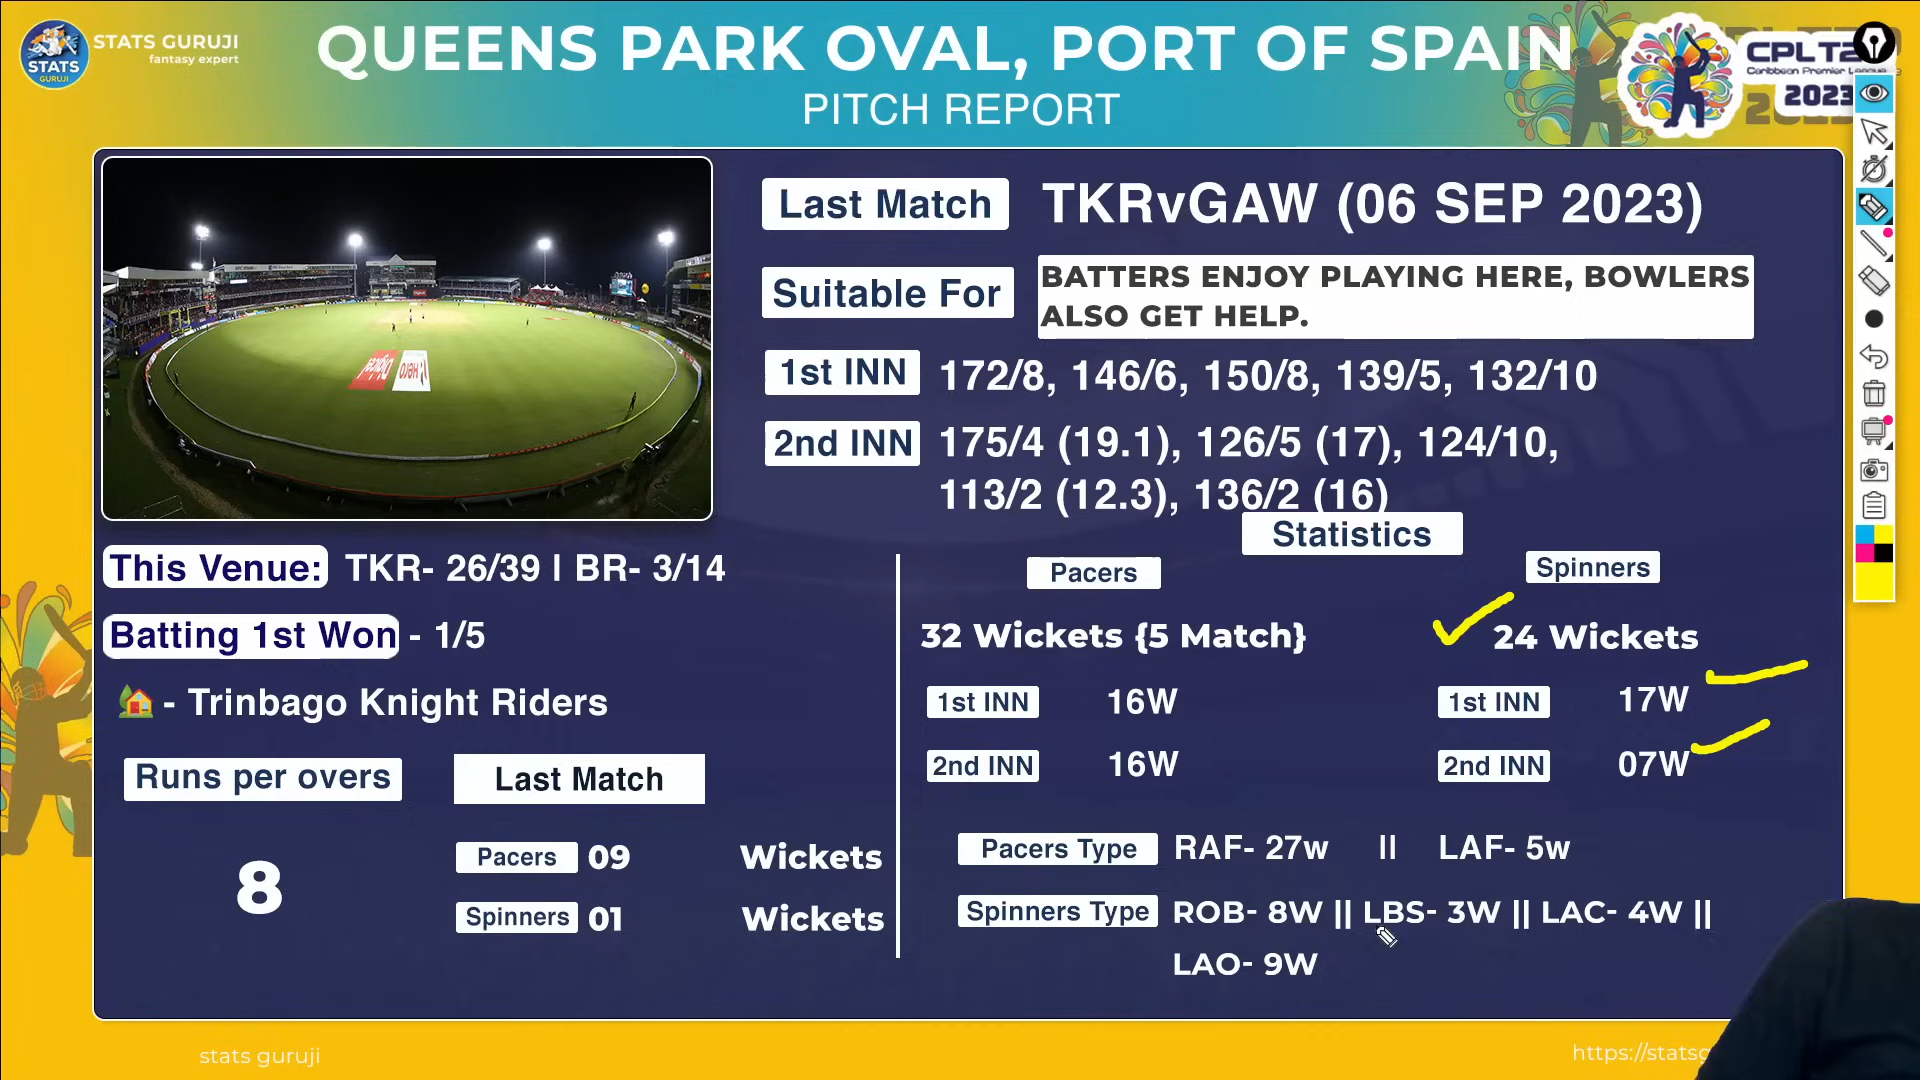 STATS GURUJI
fantasy expert
STATS
GURUJI
QUEENS PARK OVAL, PORT OF SPAIN
PITCH REPORT
CPLT2
Caribbean Premier League
2023
Last Match TKRvGAW (06 SEP 2023)
Suitable For BATTERS ENJOY PLAYING HERE, BOWLERS
ALSO GET HELP.
1st INN 172/8, 146/6, 150/8, 139/5, 132/10
2nd INN 175/4 (19.1), 126/5 (17), 124/10,
113/2 (12.3), 136/2 (16)
This Venue: TKR- 26/39 | BR- 3/14
Batting 1st Won - 1/5
- Trinbago Knight Riders
Runs per overs
8
Last Match
Pacers 09 Wickets
Spinners 01 Wickets
Statistics
Pacers
32 Wickets {5 Match}
1st INN 16W
2nd INN 16W
Spinners
24 Wickets
1st INN 17W
2nd INN 07W
Pacers Type RAF- 27w || LAF- 5w
Spinners Type ROB- 8W || LBS- 3W || LAC- 4W ||
LAO- 9W
stats guruji
https://stats